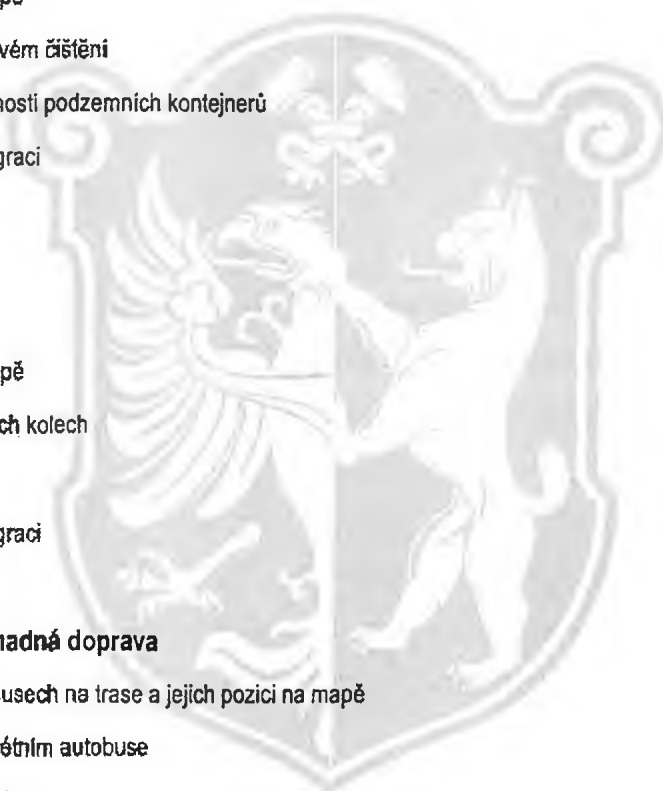 vém čištění
nosti podzemních kontejnerů
graci
pě
ch kolech
graci
nadná doprava
usech na trase a jejich pozici na mapě
étním autobuse